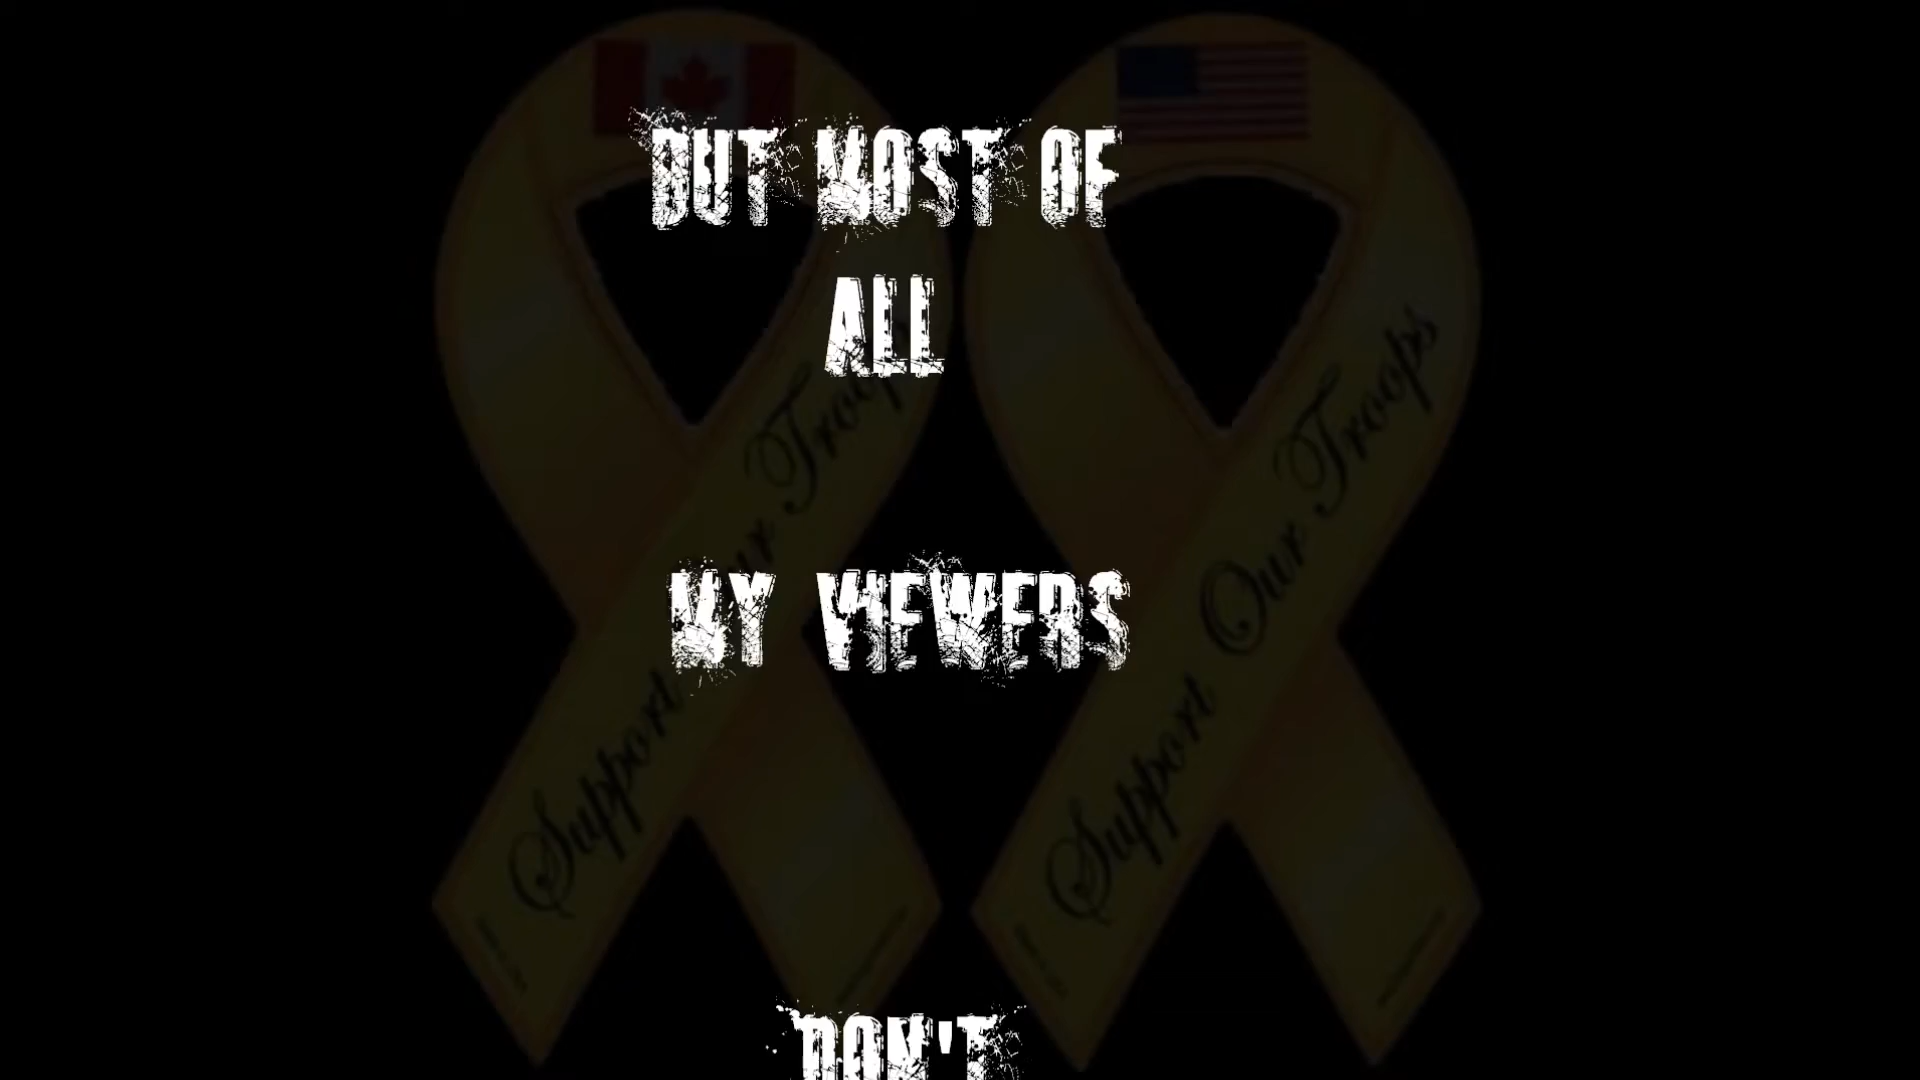 BUT MOST OF
ALL
MY VIEWERS
DON'T
Support Our Troops
Support Our Troops